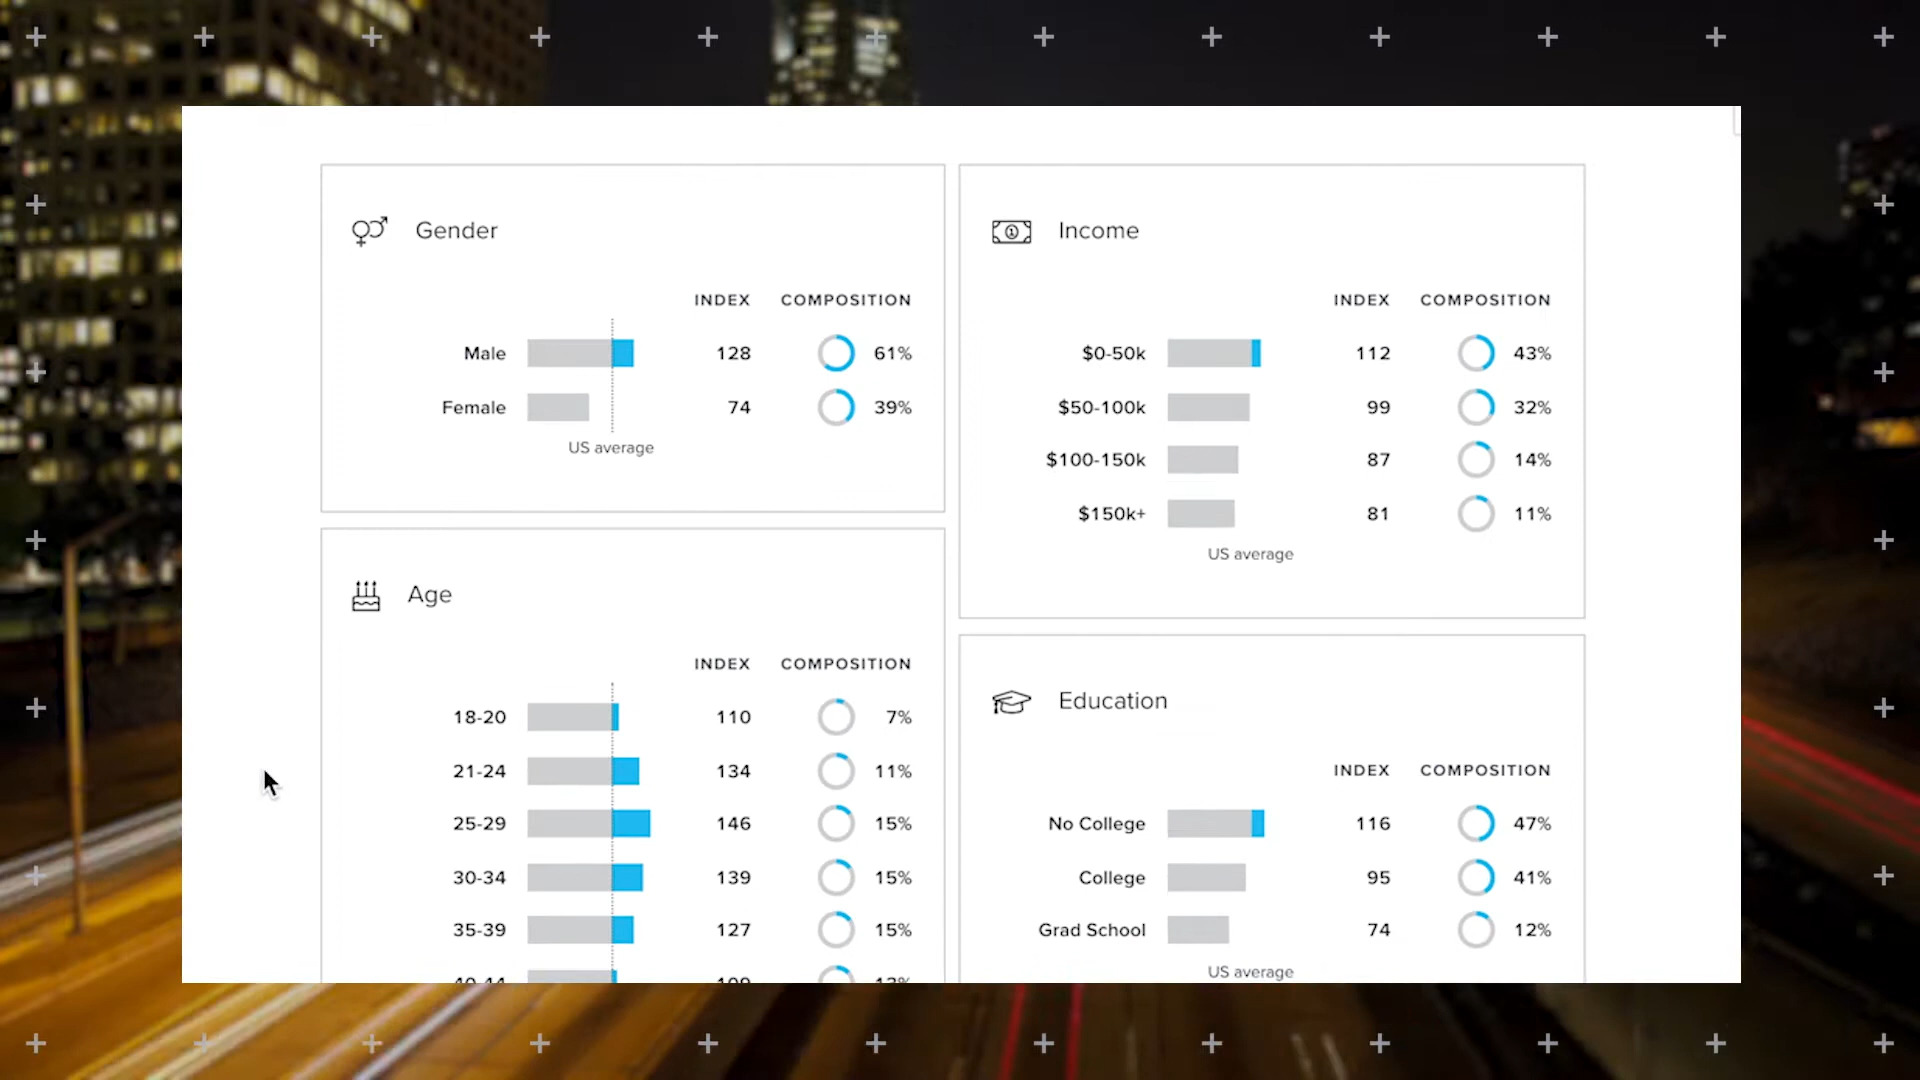 Gender
INDEX COMPOSITION
Male 128 61%
Female 74 39%
US average
Age
INDEX COMPOSITION
18-20 110 7%
21-24 134 11%
25-29 146 15%
30-34 139 15%
35-39 127 15%
Income
INDEX COMPOSITION
$0-50k 112 43%
$50-100k 99 32%
$100-150k 87 14%
$150k+ 81 11%
US average
Education
INDEX COMPOSITION
No College 116 47%
College 95 41%
Grad School 74 12%
US average